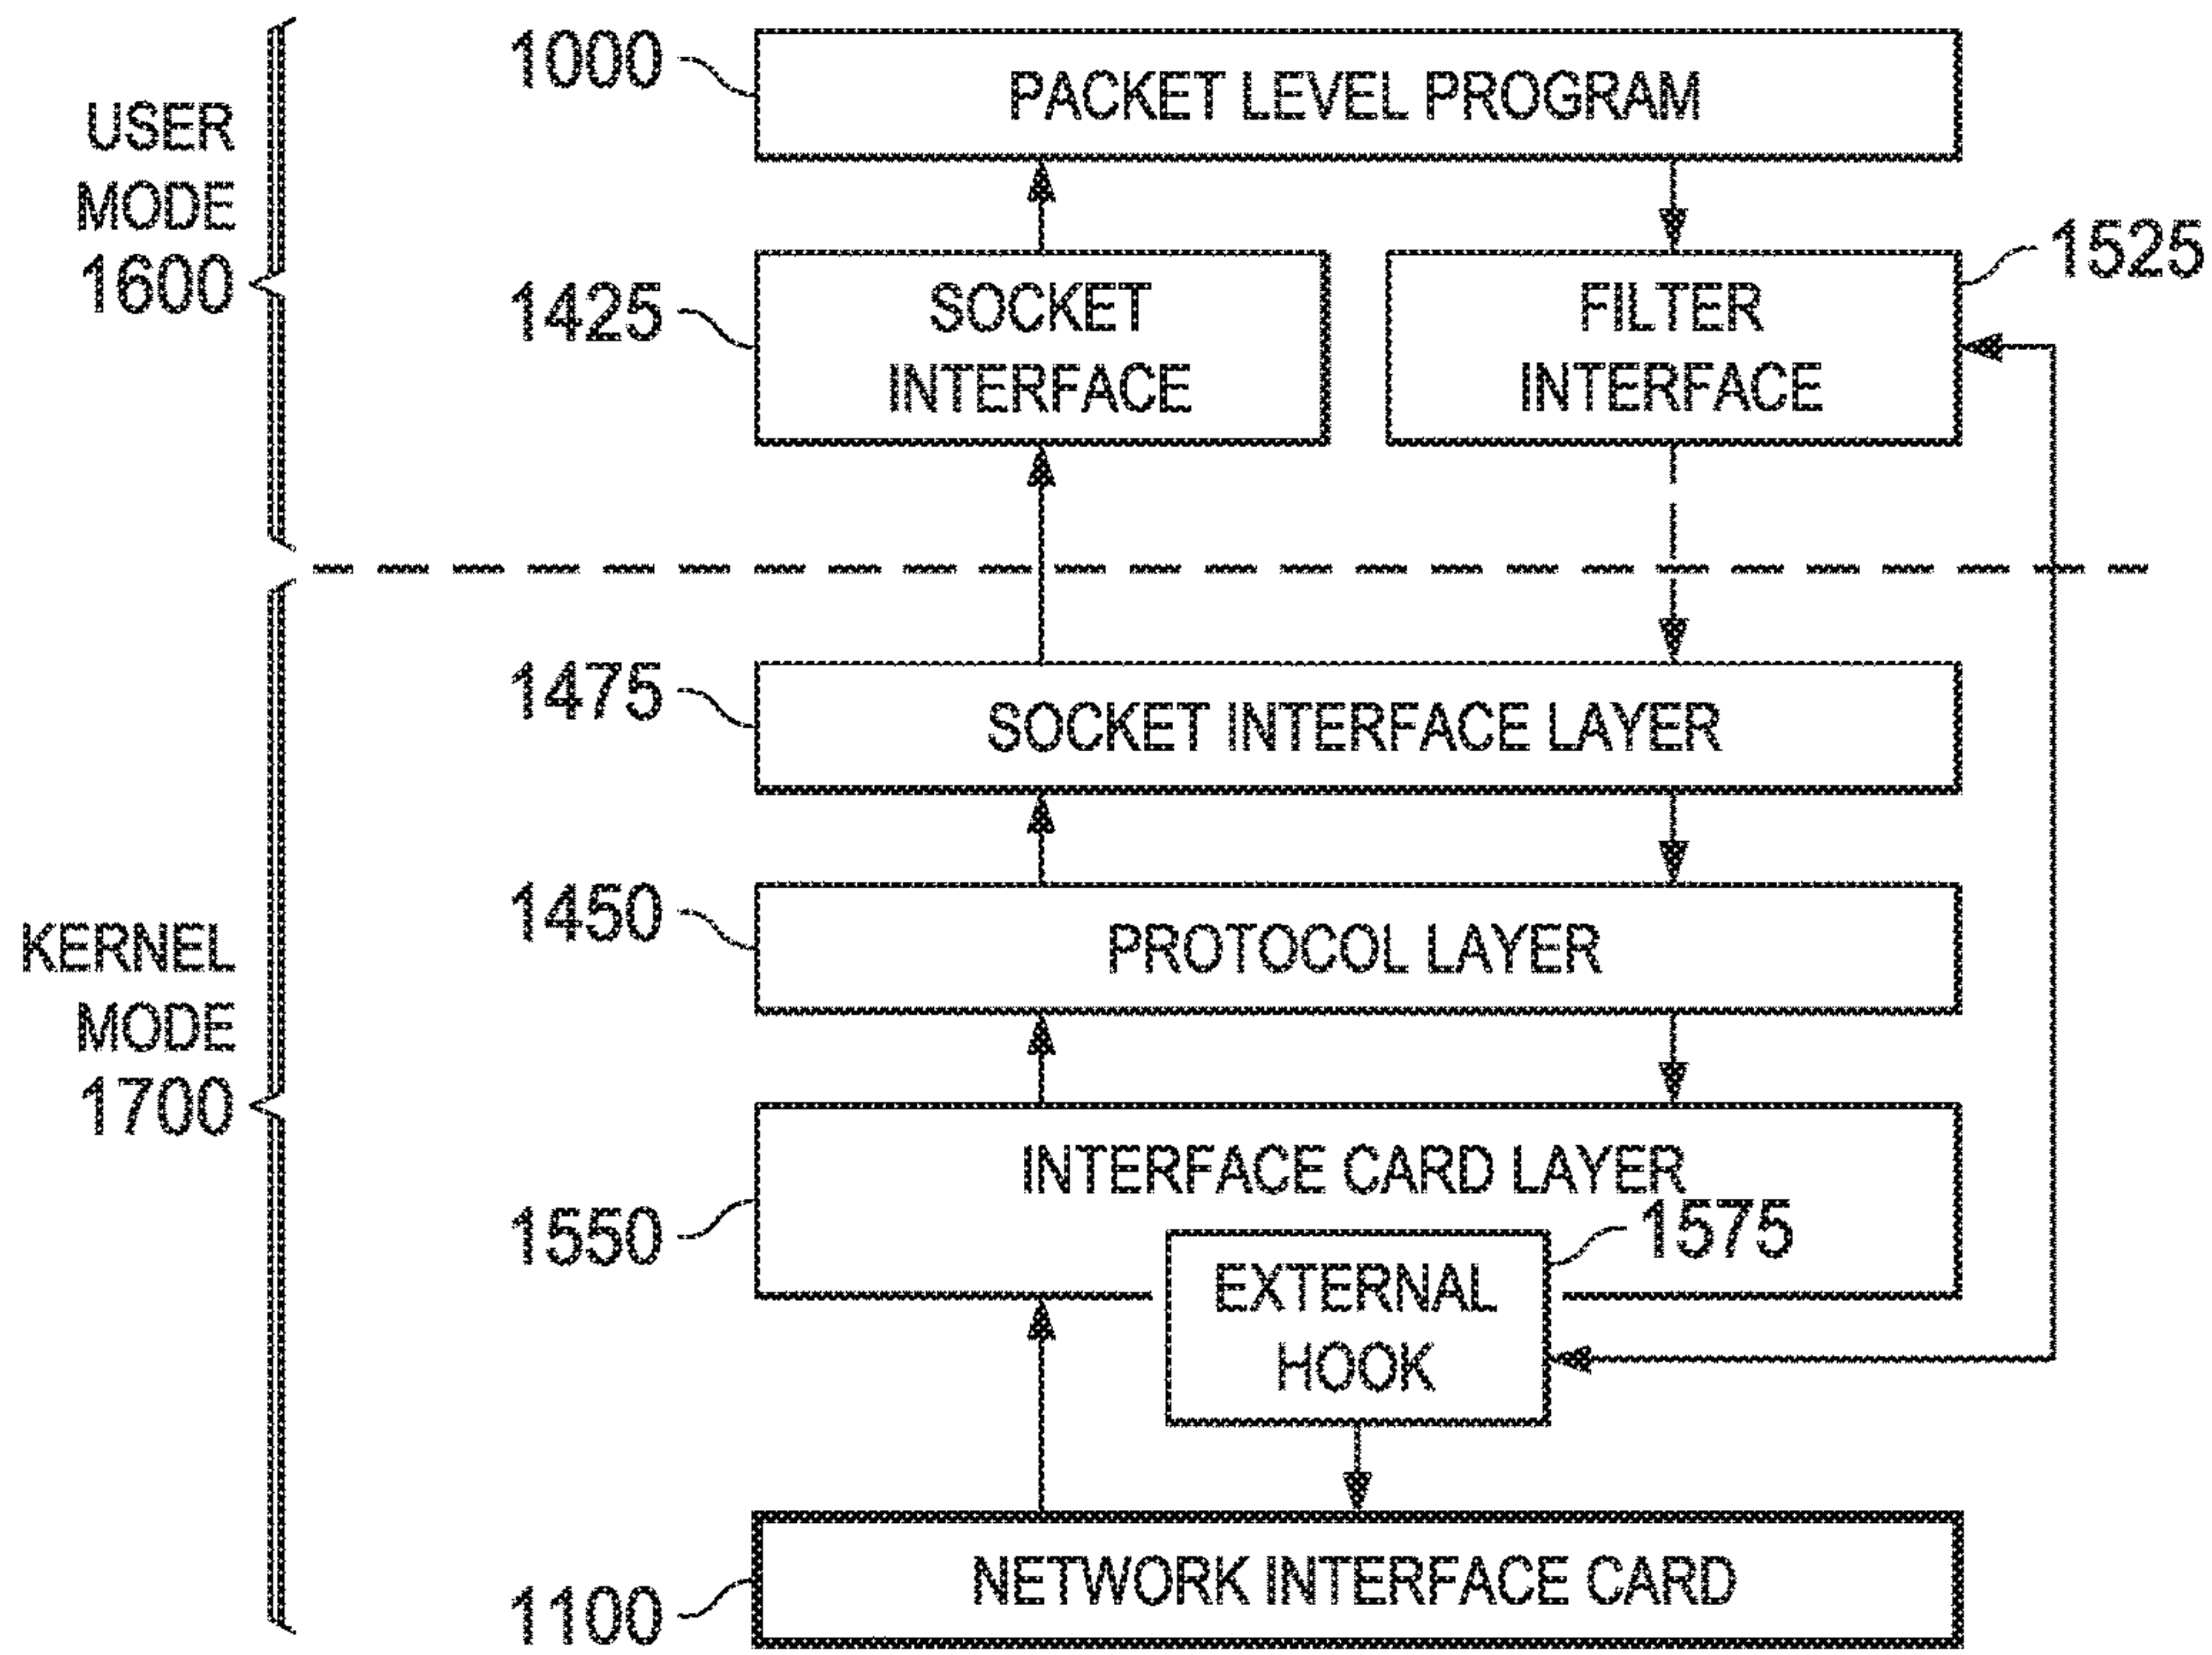 1000
PACKET LEVEL PROGRAM
USER
MODE
1600
1425
SOCKET
INTERFACE
FILTER
INTERFACE
1525
1475
SOCKET INTERFACE LAYER
1450
PROTOCOL LAYER
KERNEL
MODE
1700
INTERFACE CARD LAYER
1550
1575
EXTERNAL
HOOK
1100
NETWORK INTERFACE CARD